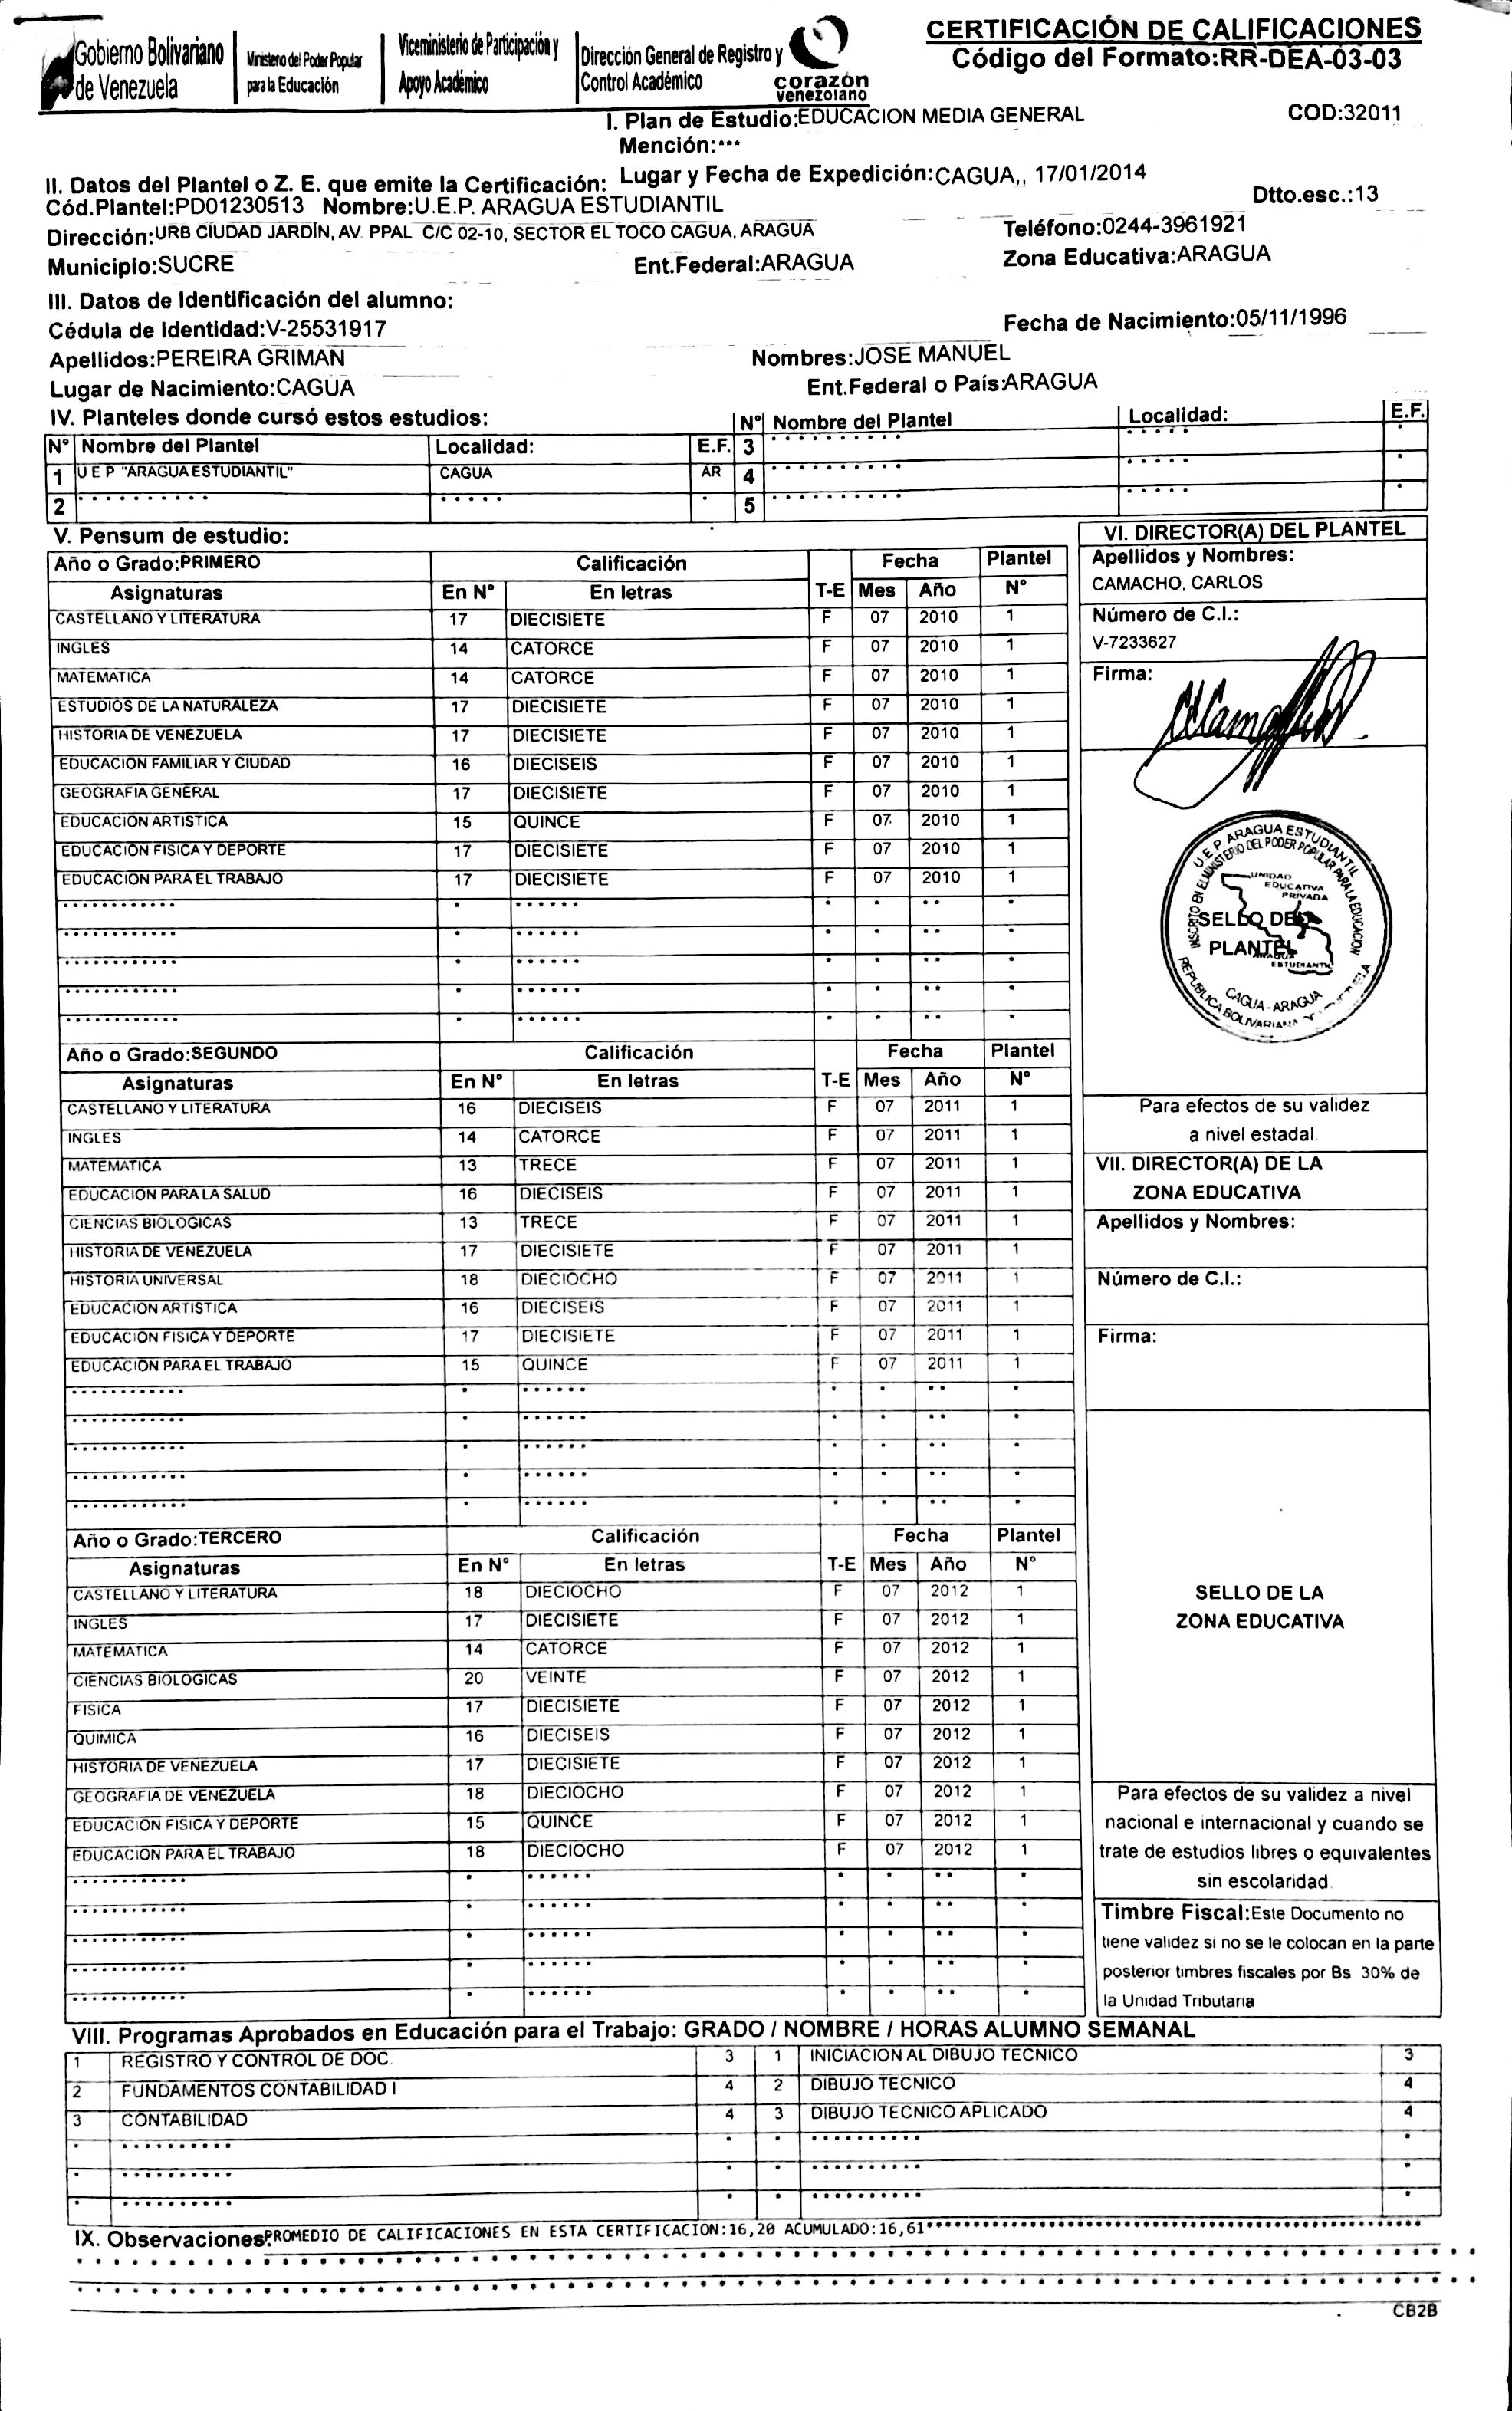 Gobierno Bolivariano de Venezuela
Ministerio del Poder Popular para la Educación
Viceministerio de Participación y Apoyo Académico
Dirección General de Registro y Control Académico
corazón venezolano
CERTIFICACIÓN DE CALIFICACIONES
Código del Formato:RR-DEA-03-03
I. Plan de Estudio:EDUCACION MEDIA GENERAL COD:32011
Mención:***
II. Datos del Plantel o Z. E. que emite la Certificación: Lugar y Fecha de Expedición:CAGUA,, 17/01/2014
Cód.Plantel:PD01230513 Nombre:U.E.P. ARAGUA ESTUDIANTIL Dtto.esc.:13
Dirección:URB CIUDAD JARDIN, AV. PPAL C/C 02-10, SECTOR EL TOCO CAGUA, ARAGUA Teléfono:0244-3961921
Municipio:SUCRE Ent.Federal:ARAGUA Zona Educativa:ARAGUA
III. Datos de Identificación del alumno:
Cédula de Identidad:V-25531917 Fecha de Nacimiento:05/11/1996
Apellidos:PEREIRA GRIMAN Nombres:JOSE MANUEL
Lugar de Nacimiento:CAGUA Ent.Federal o País:ARAGUA
IV. Planteles donde cursó estos estudios:
N° Nombre del Plantel Localidad: E.F.
1 U E P "ARAGUA ESTUDIANTIL" CAGUA AR
2 * * * * * * * * * * * * * * * *
N° Nombre del Plantel Localidad: E.F.
3 * * * * * * * * * * * * * * * *
4 * * * * * * * * * * * * * * * *
5 * * * * * * * * * * * * * * * *
V. Pensum de estudio:
Año o Grado:PRIMERO Calificación Fecha Plantel
Asignaturas En N° En letras T-E Mes Año N°
CASTELLANO Y LITERATURA 17 DIECISIETE F 07 2010 1
INGLES 14 CATORCE F 07 2010 1
MATEMATICA 14 CATORCE F 07 2010 1
ESTUDIOS DE LA NATURALEZA 17 DIECISIETE F 07 2010 1
HISTORIA DE VENEZUELA 17 DIECISIETE F 07 2010 1
EDUCACION FAMILIAR Y CIUDAD 16 DIECISEIS F 07 2010 1
GEOGRAFIA GENERAL 17 DIECISIETE F 07 2010 1
EDUCACION ARTISTICA 15 QUINCE F 07 2010 1
EDUCACION FISICA Y DEPORTE 17 DIECISIETE F 07 2010 1
EDUCACION PARA EL TRABAJO 17 DIECISIETE F 07 2010 1
Año o Grado:SEGUNDO Calificación Fecha Plantel
Asignaturas En N° En letras T-E Mes Año N°
CASTELLANO Y LITERATURA 16 DIECISEIS F 07 2011 1
INGLES 14 CATORCE F 07 2011 1
MATEMATICA 13 TRECE F 07 2011 1
EDUCACION PARA LA SALUD 16 DIECISEIS F 07 2011 1
CIENCIAS BIOLOGICAS 13 TRECE F 07 2011 1
HISTORIA DE VENEZUELA 17 DIECISIETE F 07 2011 1
HISTORIA UNIVERSAL 18 DIECIOCHO F 07 2011 1
EDUCACION ARTISTICA 16 DIECISEIS F 07 2011 1
EDUCACION FISICA Y DEPORTE 17 DIECISIETE F 07 2011 1
EDUCACION PARA EL TRABAJO 15 QUINCE F 07 2011 1
Año o Grado:TERCERO Calificación Fecha Plantel
Asignaturas En N° En letras T-E Mes Año N°
CASTELLANO Y LITERATURA 18 DIECIOCHO F 07 2012 1
INGLES 17 DIECISIETE F 07 2012 1
MATEMATICA 14 CATORCE F 07 2012 1
CIENCIAS BIOLOGICAS 20 VEINTE F 07 2012 1
FISICA 17 DIECISIETE F 07 2012 1
QUIMICA 16 DIECISEIS F 07 2012 1
HISTORIA DE VENEZUELA 17 DIECISIETE F 07 2012 1
GEOGRAFIA DE VENEZUELA 18 DIECIOCHO F 07 2012 1
EDUCACION FISICA Y DEPORTE 15 QUINCE F 07 2012 1
EDUCACION PARA EL TRABAJO 18 DIECIOCHO F 07 2012 1
VI. DIRECTOR(A) DEL PLANTEL
Apellidos y Nombres:
CAMACHO, CARLOS
Número de C.I.:
V-7233627
Firma:
U.E.P. ARAGUA ESTUDIANTIL
INSCRITO EN EL MINISTERIO DEL PODER POPULAR PARA LA EDUCACION
UNIDAD
EDUCATIVA
PRIVADA
SELLO DEL
PLANTEL
ARAGUA
ESTUDIANTIL
CAGUA - ARAGUA
REPUBLICA BOLIVARIANA
Para efectos de su validez
a nivel estadal.
VII. DIRECTOR(A) DE LA
ZONA EDUCATIVA
Apellidos y Nombres:
Número de C.I.:
Firma:
SELLO DE LA
ZONA EDUCATIVA
Para efectos de su validez a nivel
nacional e internacional y cuando se
trate de estudios libres o equivalentes
sin escolaridad.
Timbre Fiscal:Este Documento no
tiene validez si no se le colocan en la parte
posterior timbres fiscales por Bs 30% de
la Unidad Tributaria
VIII. Programas Aprobados en Educación para el Trabajo: GRADO / NOMBRE / HORAS ALUMNO SEMANAL
1 REGISTRO Y CONTROL DE DOC. 3 1 INICIACION AL DIBUJO TECNICO 3
2 FUNDAMENTOS CONTABILIDAD I 4 2 DIBUJO TECNICO 4
3 CONTABILIDAD 4 3 DIBUJO TECNICO APLICADO 4
IX. Observaciones:PROMEDIO DE CALIFICACIONES EN ESTA CERTIFICACION:16,20 ACUMULADO:16,61
CB2B